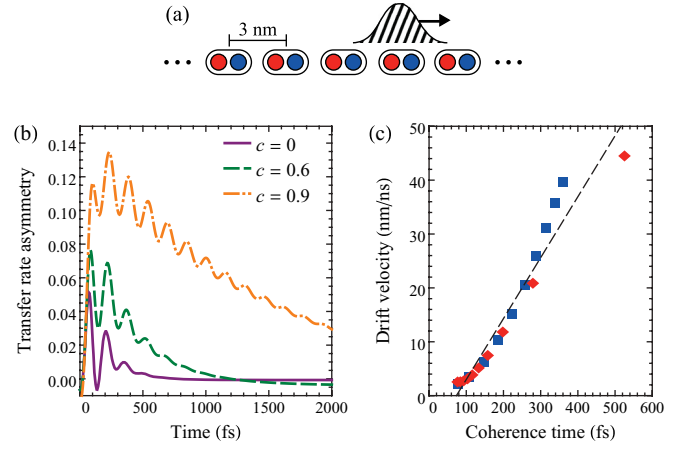 (a)
3 nm
(b)
Transfer rate asymmetry
0.14
0.12
0.10
0.08
0.06
0.04
0.02
0.00
c = 0
c = 0.6
c = 0.9
0 500 1000 1500 2000
Time (fs)
(c)
Drift velocity (nm/ns)
50
40
30
20
10
0
0 100 200 300 400 500 600
Coherence time (fs)